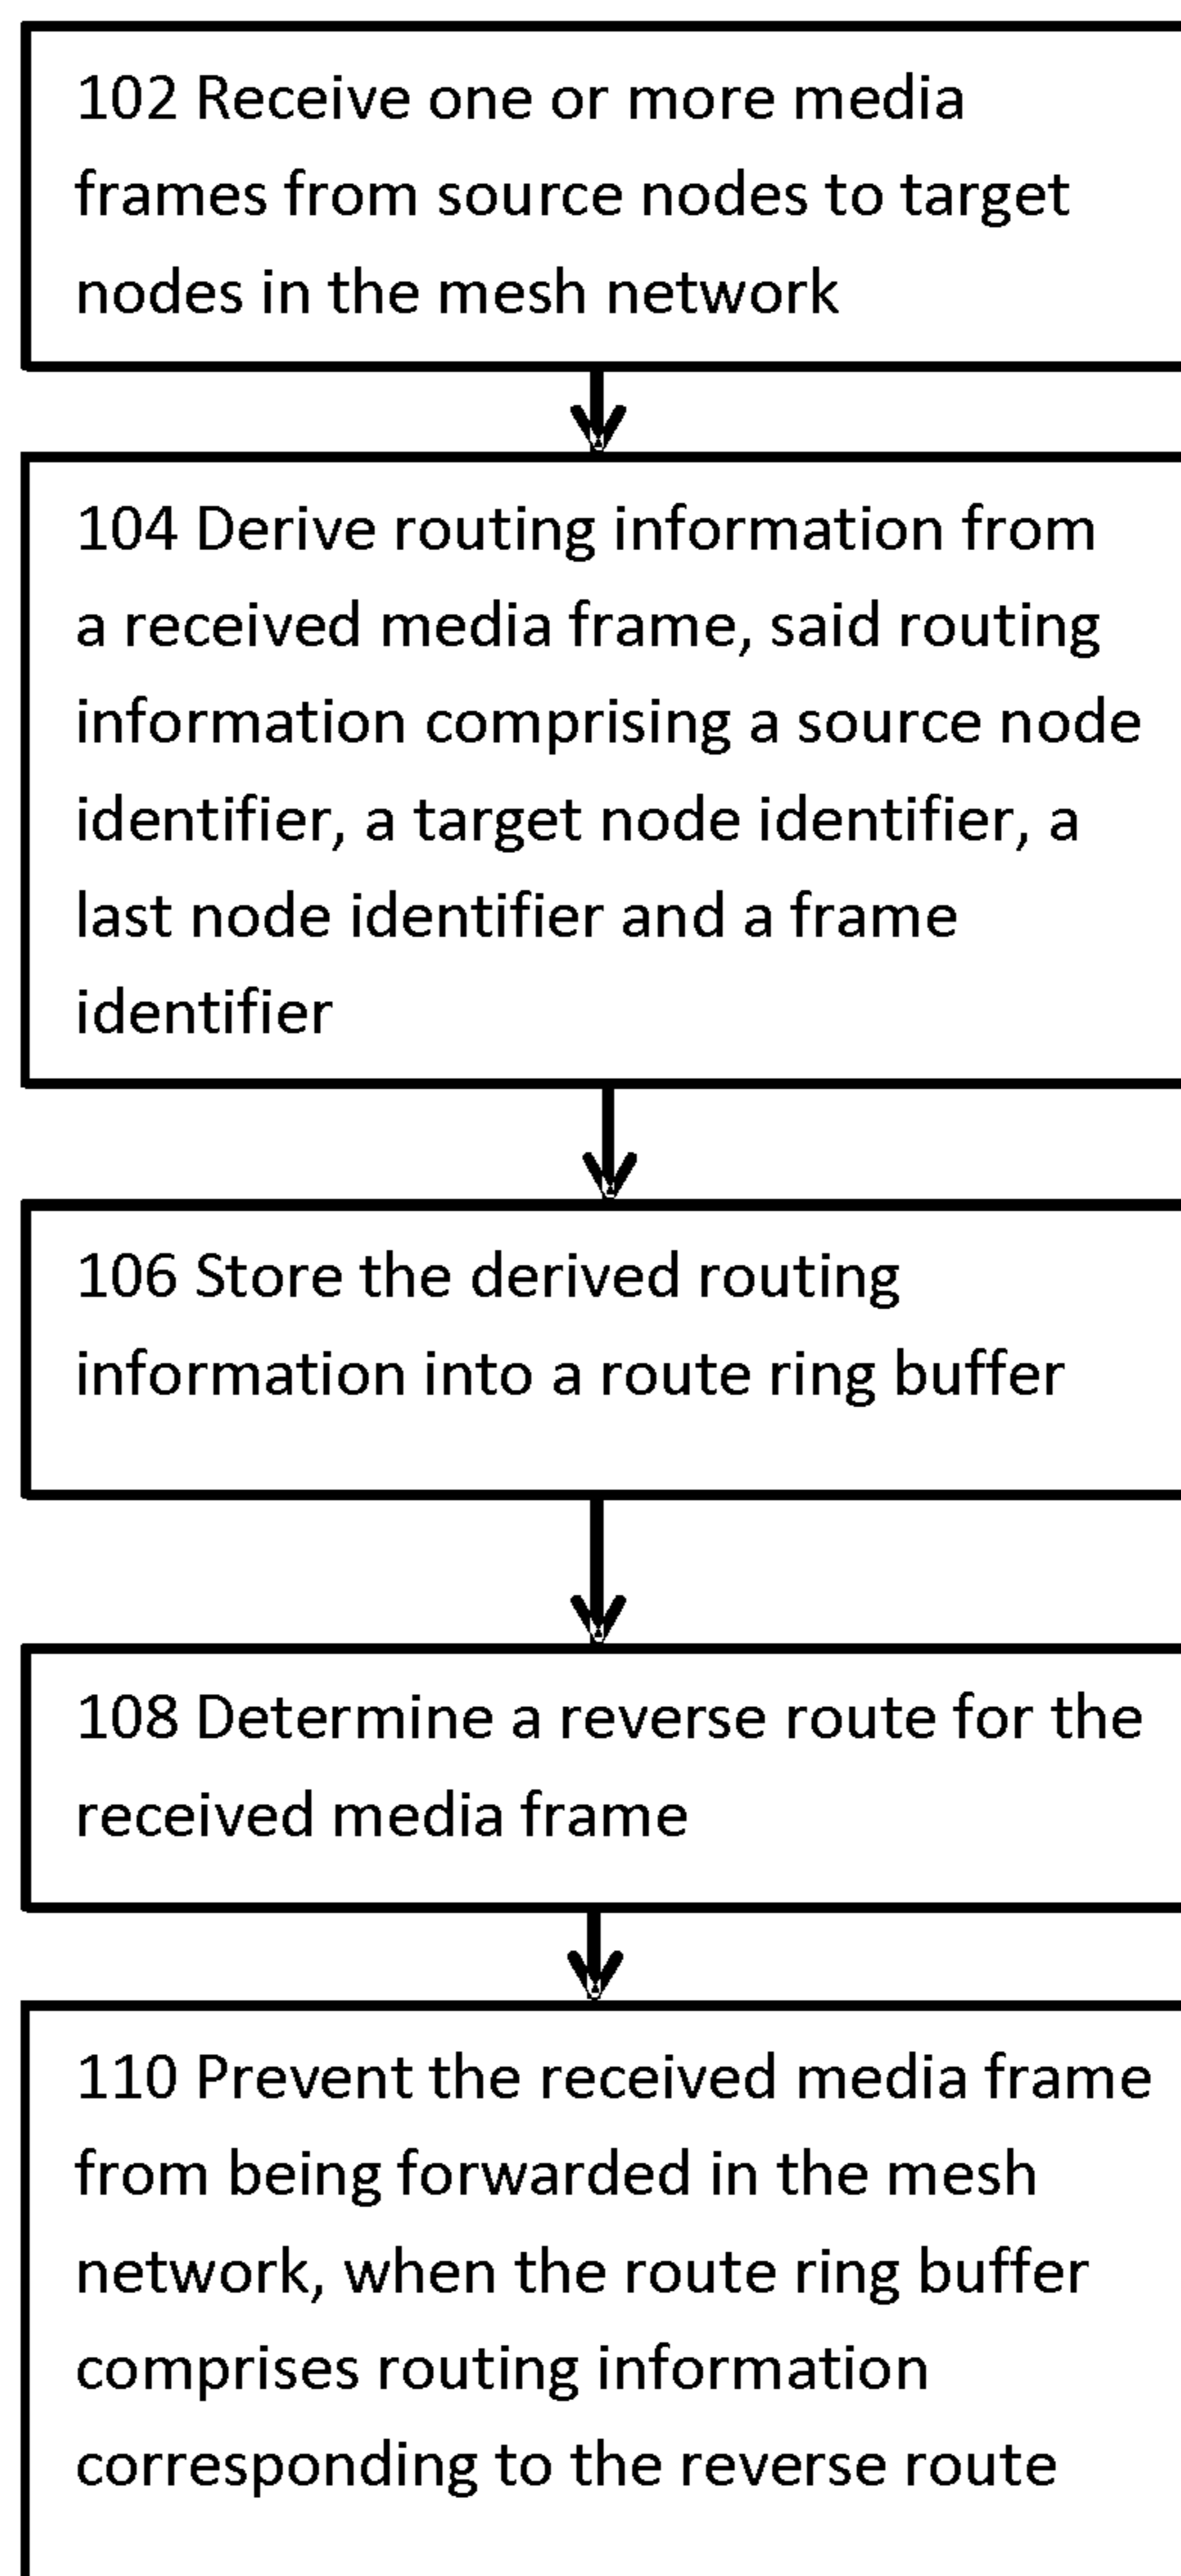 102 Receive one or more media
frames from source nodes to target
nodes in the mesh network
104 Derive routing information from
a received media frame, said routing
information comprising a source node
identifier, a target node identifier, a
last node identifier and a frame
identifier
106 Store the derived routing
information into a route ring buffer
108 Determine a reverse route for the
received media frame
110 Prevent the received media frame
from being forwarded in the mesh
network, when the route ring buffer
comprises routing information
corresponding to the reverse route